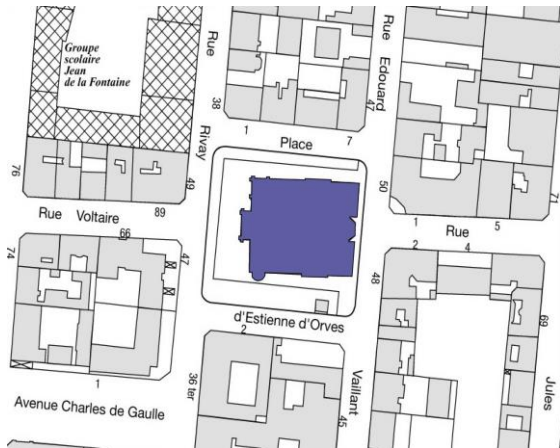 Groupe
scolaire
Jean
de la Fontaine
Rue
Rue
Edouard
38
1
7
47
Place
Rivay
76
49
50
71
Rue Voltaire
89
1
5
Rue
66
74
47
2
4
48
69
d'Estienne d'Orves
2
1
36 ter
45
Vaillant
Jules
Avenue Charles de Gaulle